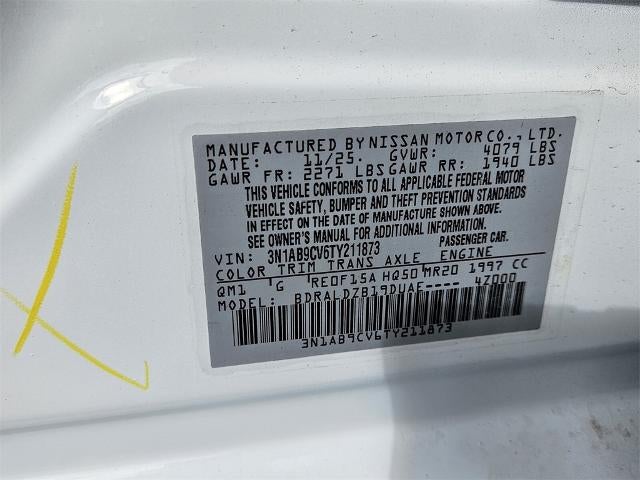 MANUFACTURED BY NISSAN MOTOR CO., LTD.
DATE: 11/25. GVWR: 4079 LBS
GAWR FR: 2271 LBS GAWR RR: 1940 LBS
THIS VEHICLE CONFORMS TO ALL APPLICABLE FEDERAL MOTOR
VEHICLE SAFETY, BUMPER AND THEFT PREVENTION STANDARDS
IN EFFECT ON THE DATE OF MANUFACTURE SHOWN ABOVE.
SEE OWNER'S MANUAL FOR ADDITIONAL INFORMATION.
VIN: 3N1AB9CV6TY211873 PASSENGER CAR.
COLOR TRIM TRANS AXLE ENGINE
QM1 G RE0F15A HQ50 MR20 1997 CC
MODEL: BDRALDZB19DUAE---- 4Z000
3N1AB9CV6TY211873